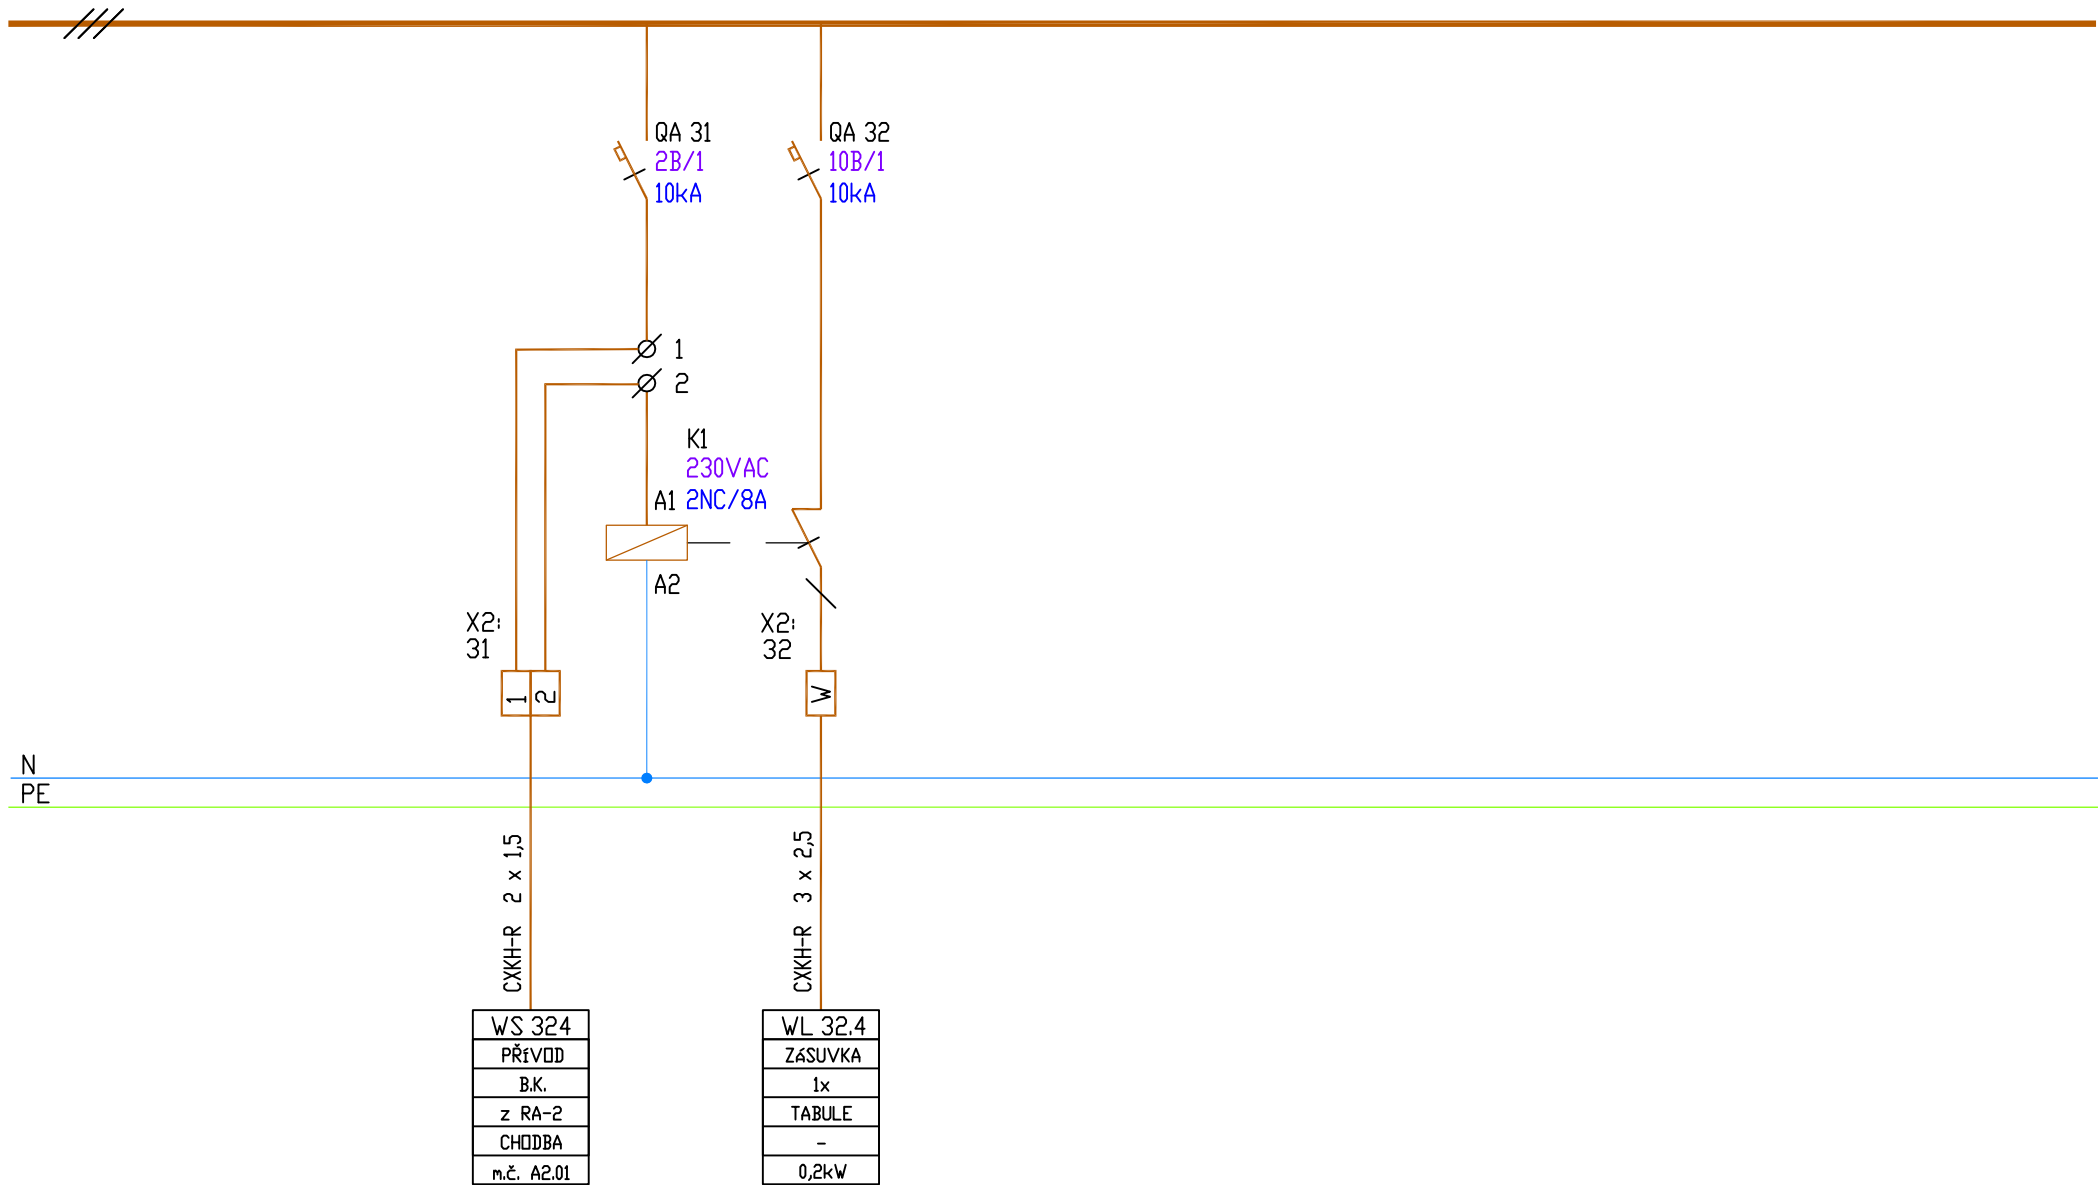 QA 31
2B/1
10kA
QA 32
10B/1
10kA
1
2
K1
230VAC
A1 2NC/8A
A2
X2:
31
1 2
X2:
32
W
N
PE
CXKH-R 2 x 1,5
CXKH-R 3 x 2,5
WS 324
PŘÍVOD
B.K.
z RA-2
CHODBA
m.č. A2.01
WL 32.4
ZÁSUVKA
1x
TABULE
-
0,2kW